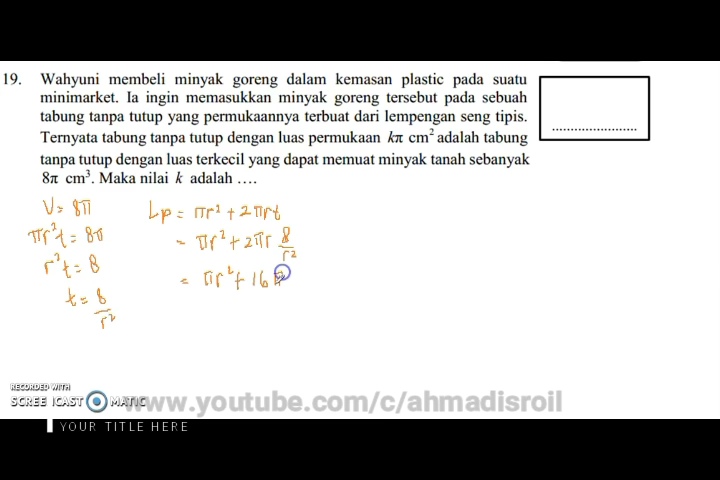 19. Wahyuni membeli minyak goreng dalam kemasan plastic pada suatu
minimarket. Ia ingin memasukkan minyak goreng tersebut pada sebuah
tabung tanpa tutup yang permukaannya terbuat dari lempengan seng tipis.
Ternyata tabung tanpa tutup dengan luas permukaan kπ cm² adalah tabung
tanpa tutup dengan luas terkecil yang dapat memuat minyak tanah sebanyak
8π cm³. Maka nilai k adalah ….
........................
V = 8π
πr²t = 8π
r²t = 8
t = 8/r²
Lp = πr² + 2πrt
= πr² + 2πr 8/r²
= πr² + 16
RECORDED WITH
SCREENCAST MATIC
www.youtube.com/c/ahmadisroil
YOUR TITLE HERE